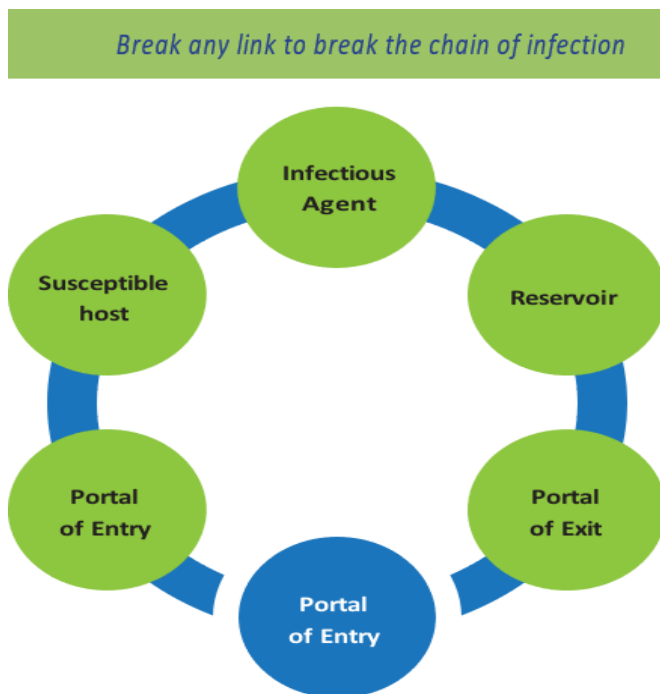 Break any link to break the chain of infection
Infectious
Agent
Susceptible
host
Reservoir
Portal
of Entry
Portal
of Exit
Portal
of Entry